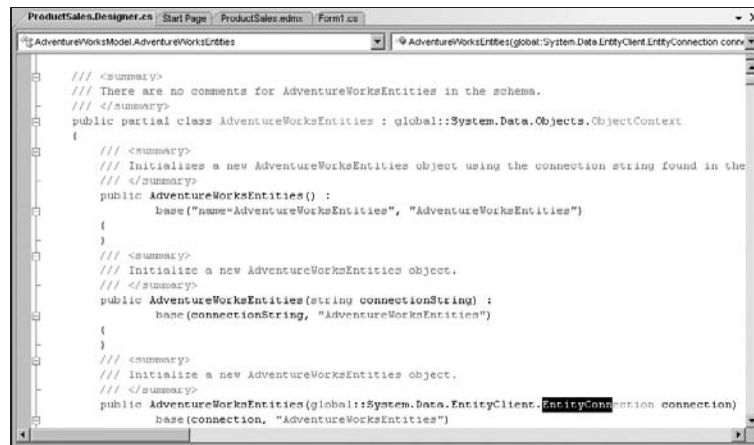 ProductSales.Designer.cs Start Page ProductSales.edmx Form1.cs
AdventureWorksModel.AdventureWorksEntities AdventureWorksEntities(global::System.Data.EntityClient.EntityConnection conne
/// <summary>
/// There are no comments for AdventureWorksEntities in the schema.
/// </summary>
public partial class AdventureWorksEntities : global::System.Data.Objects.ObjectContext
{
/// <summary>
/// Initializes a new AdventureWorksEntities object using the connection string found in the
/// </summary>
public AdventureWorksEntities() :
base("name=AdventureWorksEntities", "AdventureWorksEntities")
{
}
/// <summary>
/// Initialize a new AdventureWorksEntities object.
/// </summary>
public AdventureWorksEntities(string connectionString) :
base(connectionString, "AdventureWorksEntities")
{
}
/// <summary>
/// Initialize a new AdventureWorksEntities object.
/// </summary>
public AdventureWorksEntities(global::System.Data.EntityClient.EntityConnection connection)
base(connection, "AdventureWorksEntities")